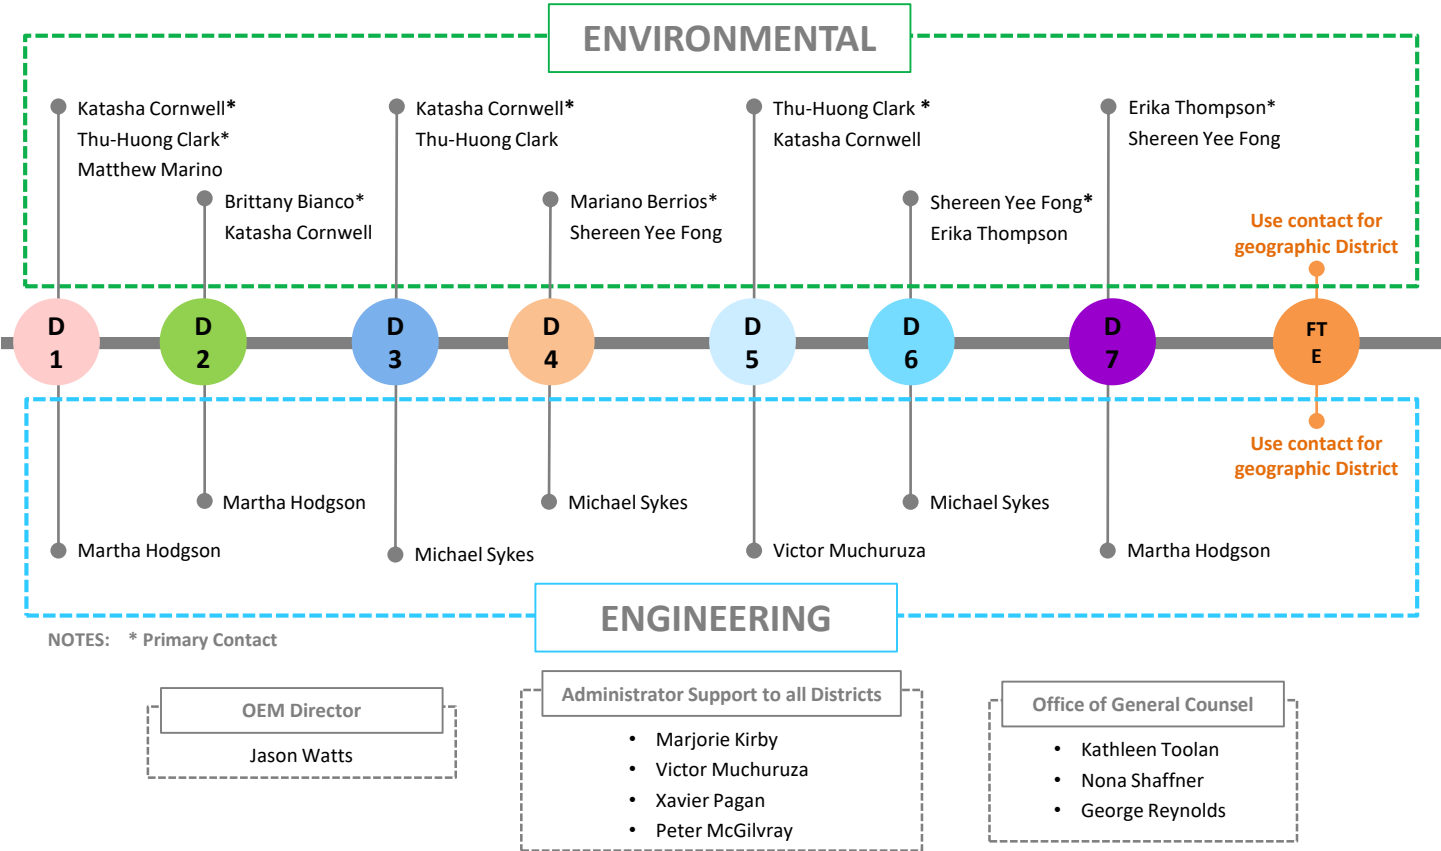 ENVIRONMENTAL
Katasha Cornwell*
Thu-Huong Clark*
Matthew Marino
Brittany Bianco*
Katasha Cornwell
Katasha Cornwell*
Thu-Huong Clark
Mariano Berrios*
Shereen Yee Fong
Thu-Huong Clark *
Katasha Cornwell
Shereen Yee Fong*
Erika Thompson
Erika Thompson*
Shereen Yee Fong
Use contact for
geographic District
D
1
D
2
D
3
D
4
D
5
D
6
D
7
FT
E
Martha Hodgson
Martha Hodgson
Michael Sykes
Michael Sykes
Victor Muchuruza
Michael Sykes
Martha Hodgson
Use contact for
geographic District
ENGINEERING
NOTES: * Primary Contact
OEM Director
Jason Watts
Administrator Support to all Districts
• Marjorie Kirby
• Victor Muchuruza
• Xavier Pagan
• Peter McGilvray
Office of General Counsel
• Kathleen Toolan
• Nona Shaffner
• George Reynolds